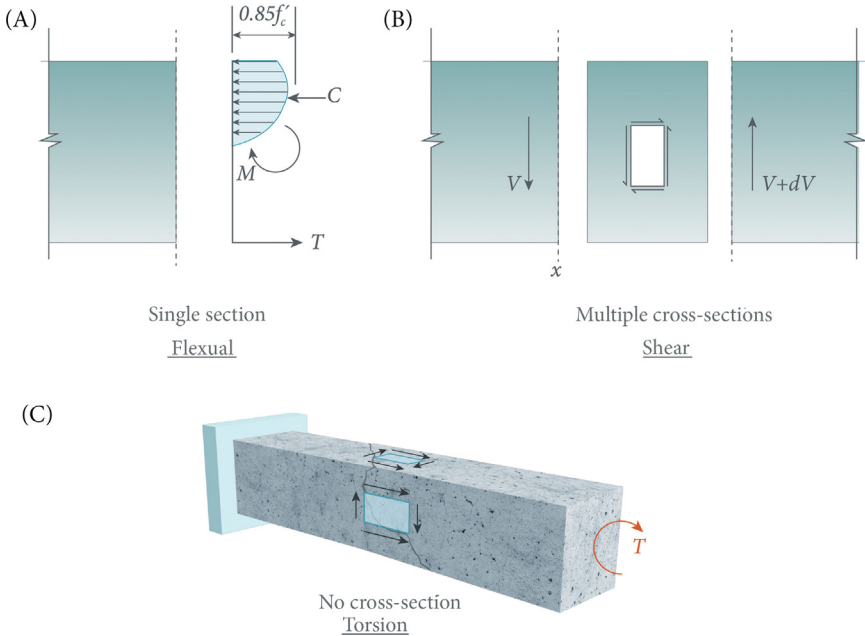 (A)
0.85f′c
C
M
T
Single section
Flexual
(B)
V
V+dV
x
Multiple cross-sections
Shear
(C)
T
No cross-section
Torsion